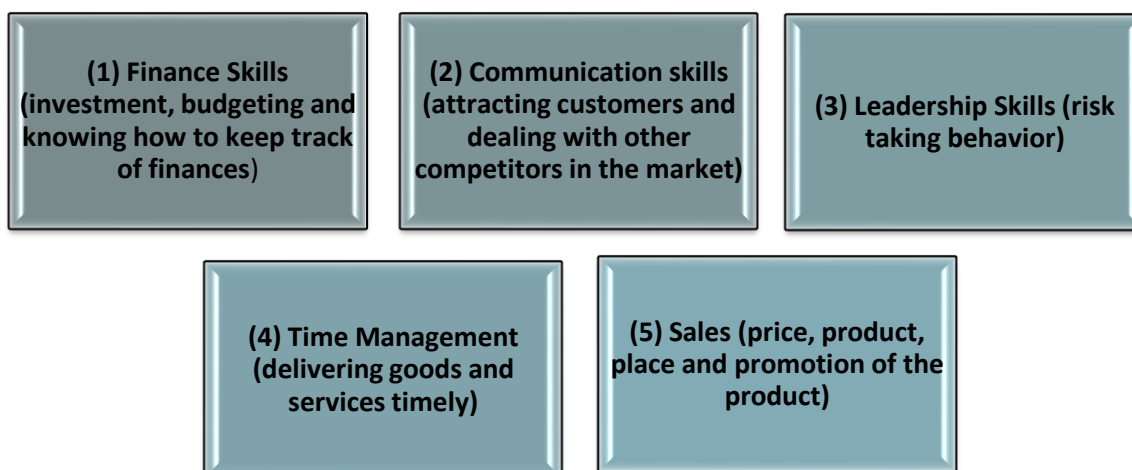 (1) Finance Skills
(investment, budgeting and
knowing how to keep track
of finances)
(2) Communication skills
(attracting customers and
dealing with other
competitors in the market)
(3) Leadership Skills (risk
taking behavior)
(4) Time Management
(delivering goods and
services timely)
(5) Sales (price, product,
place and promotion of the
product)